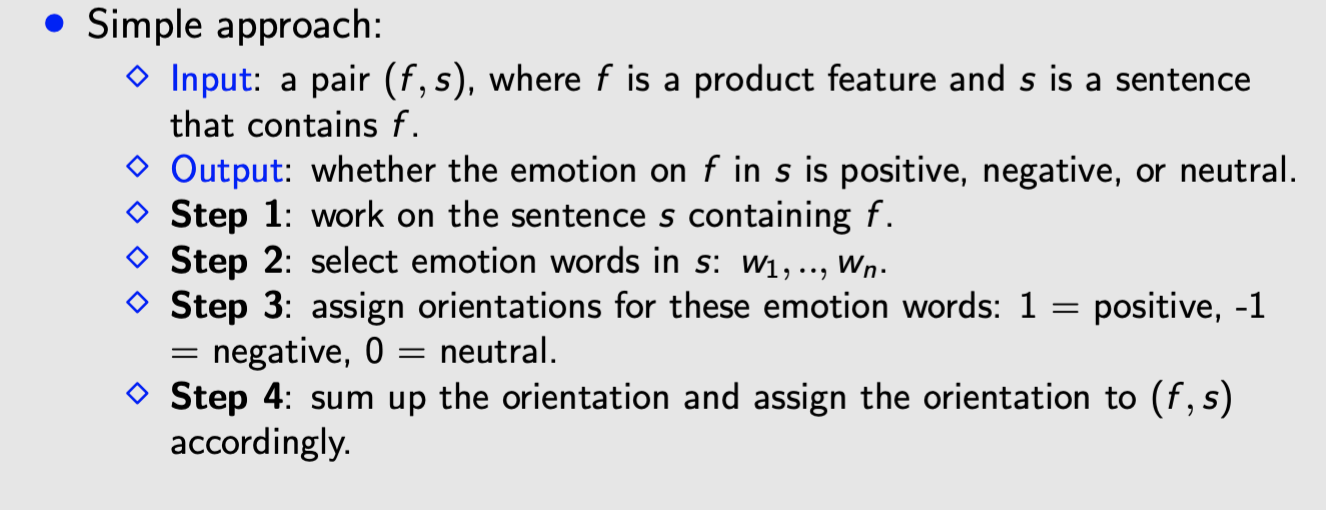 Simple approach:
Input: a pair (f, s), where f is a product feature and s is a sentence
that contains f.
Output: whether the emotion on f in s is positive, negative, or neutral.
Step 1: work on the sentence s containing f.
Step 2: select emotion words in s: w₁, .., wₙ.
Step 3: assign orientations for these emotion words: 1 = positive, -1
= negative, 0 = neutral.
Step 4: sum up the orientation and assign the orientation to (f, s)
accordingly.